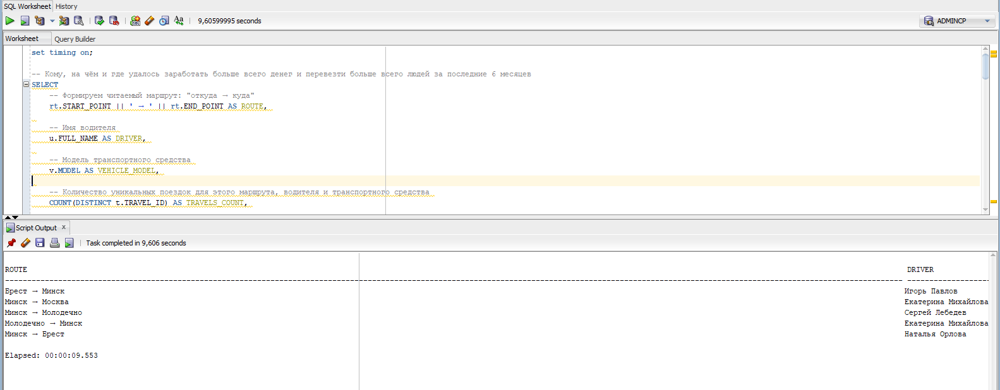 SQL Worksheet History
9,60599995 seconds
ADMINCP
Worksheet Query Builder
set timing on;
-- Кому, на чём и где удалось заработать больше всего денег и перевезти больше всего людей за последние 6 месяцев
SELECT
-- Формируем читаемый маршрут: "откуда → куда"
rt.START_POINT || ' → ' || rt.END_POINT AS ROUTE,
-- Имя водителя
u.FULL_NAME AS DRIVER,
-- Модель транспортного средства
v.MODEL AS VEHICLE_MODEL,
-- Количество уникальных поездок для этого маршрута, водителя и транспортного средства
COUNT(DISTINCT t.TRAVEL_ID) AS TRAVELS_COUNT,
Script Output x
Task completed in 9,606 seconds
ROUTE DRIVER
Брест → Минск Игорь Павлов
Минск → Москва Екатерина Михайлова
Минск → Молодечно Сергей Лебедев
Молодечно → Минск Екатерина Михайлова
Минск → Брест Наталья Орлова
Elapsed: 00:00:09.553